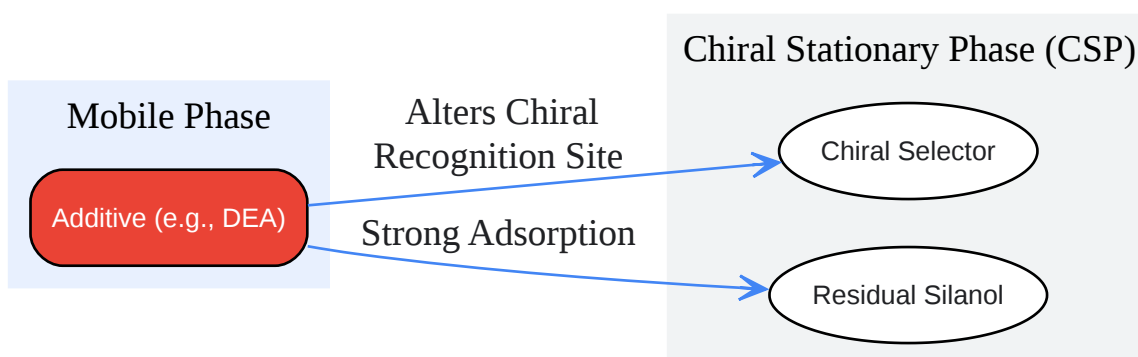 Chiral Stationary Phase (CSP)
Mobile Phase
Alters Chiral
Recognition Site
Chiral Selector
Additive (e.g., DEA)
Strong Adsorption
Residual Silanol